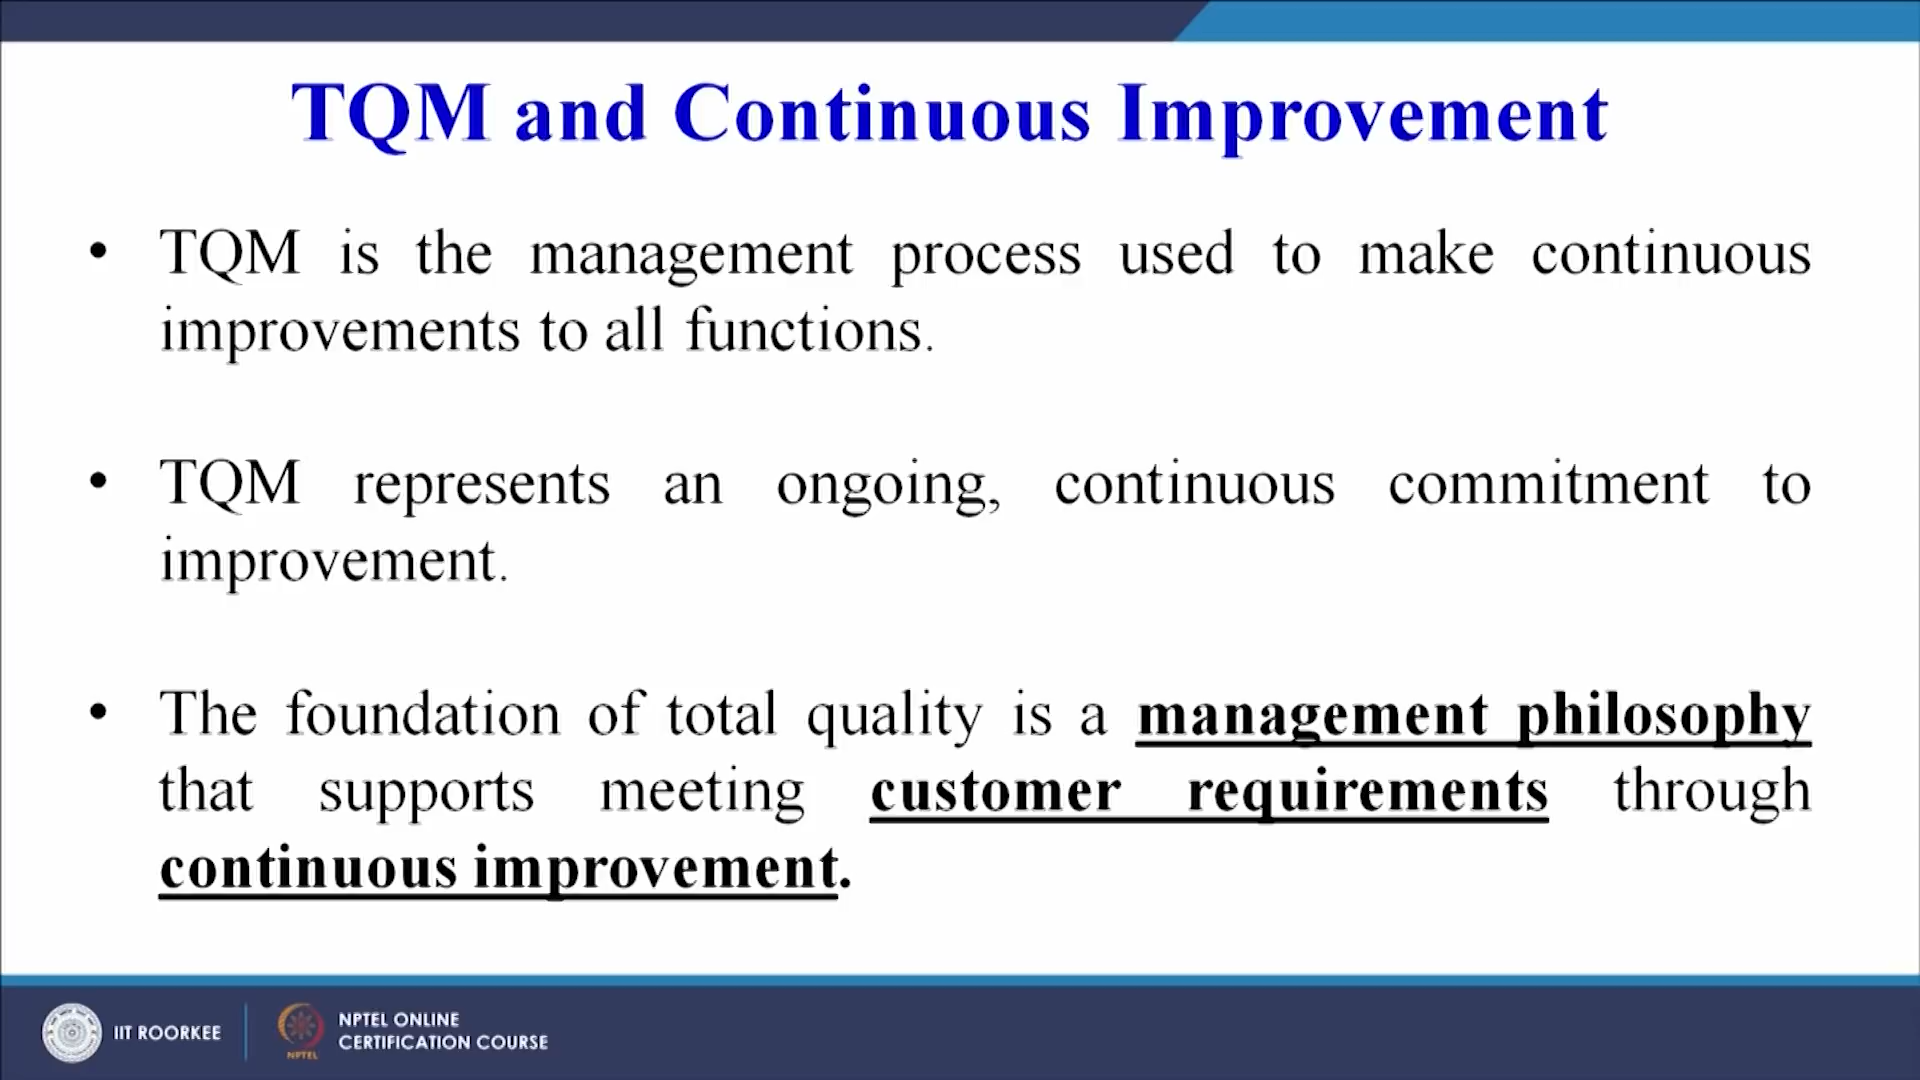 TQM and Continuous Improvement
• TQM is the management process used to make continuous
improvements to all functions.
• TQM represents an ongoing, continuous commitment to
improvement.
• The foundation of total quality is a management philosophy
that supports meeting customer requirements through
continuous improvement.
IIT ROORKEE
NPTEL
NPTEL ONLINE
CERTIFICATION COURSE